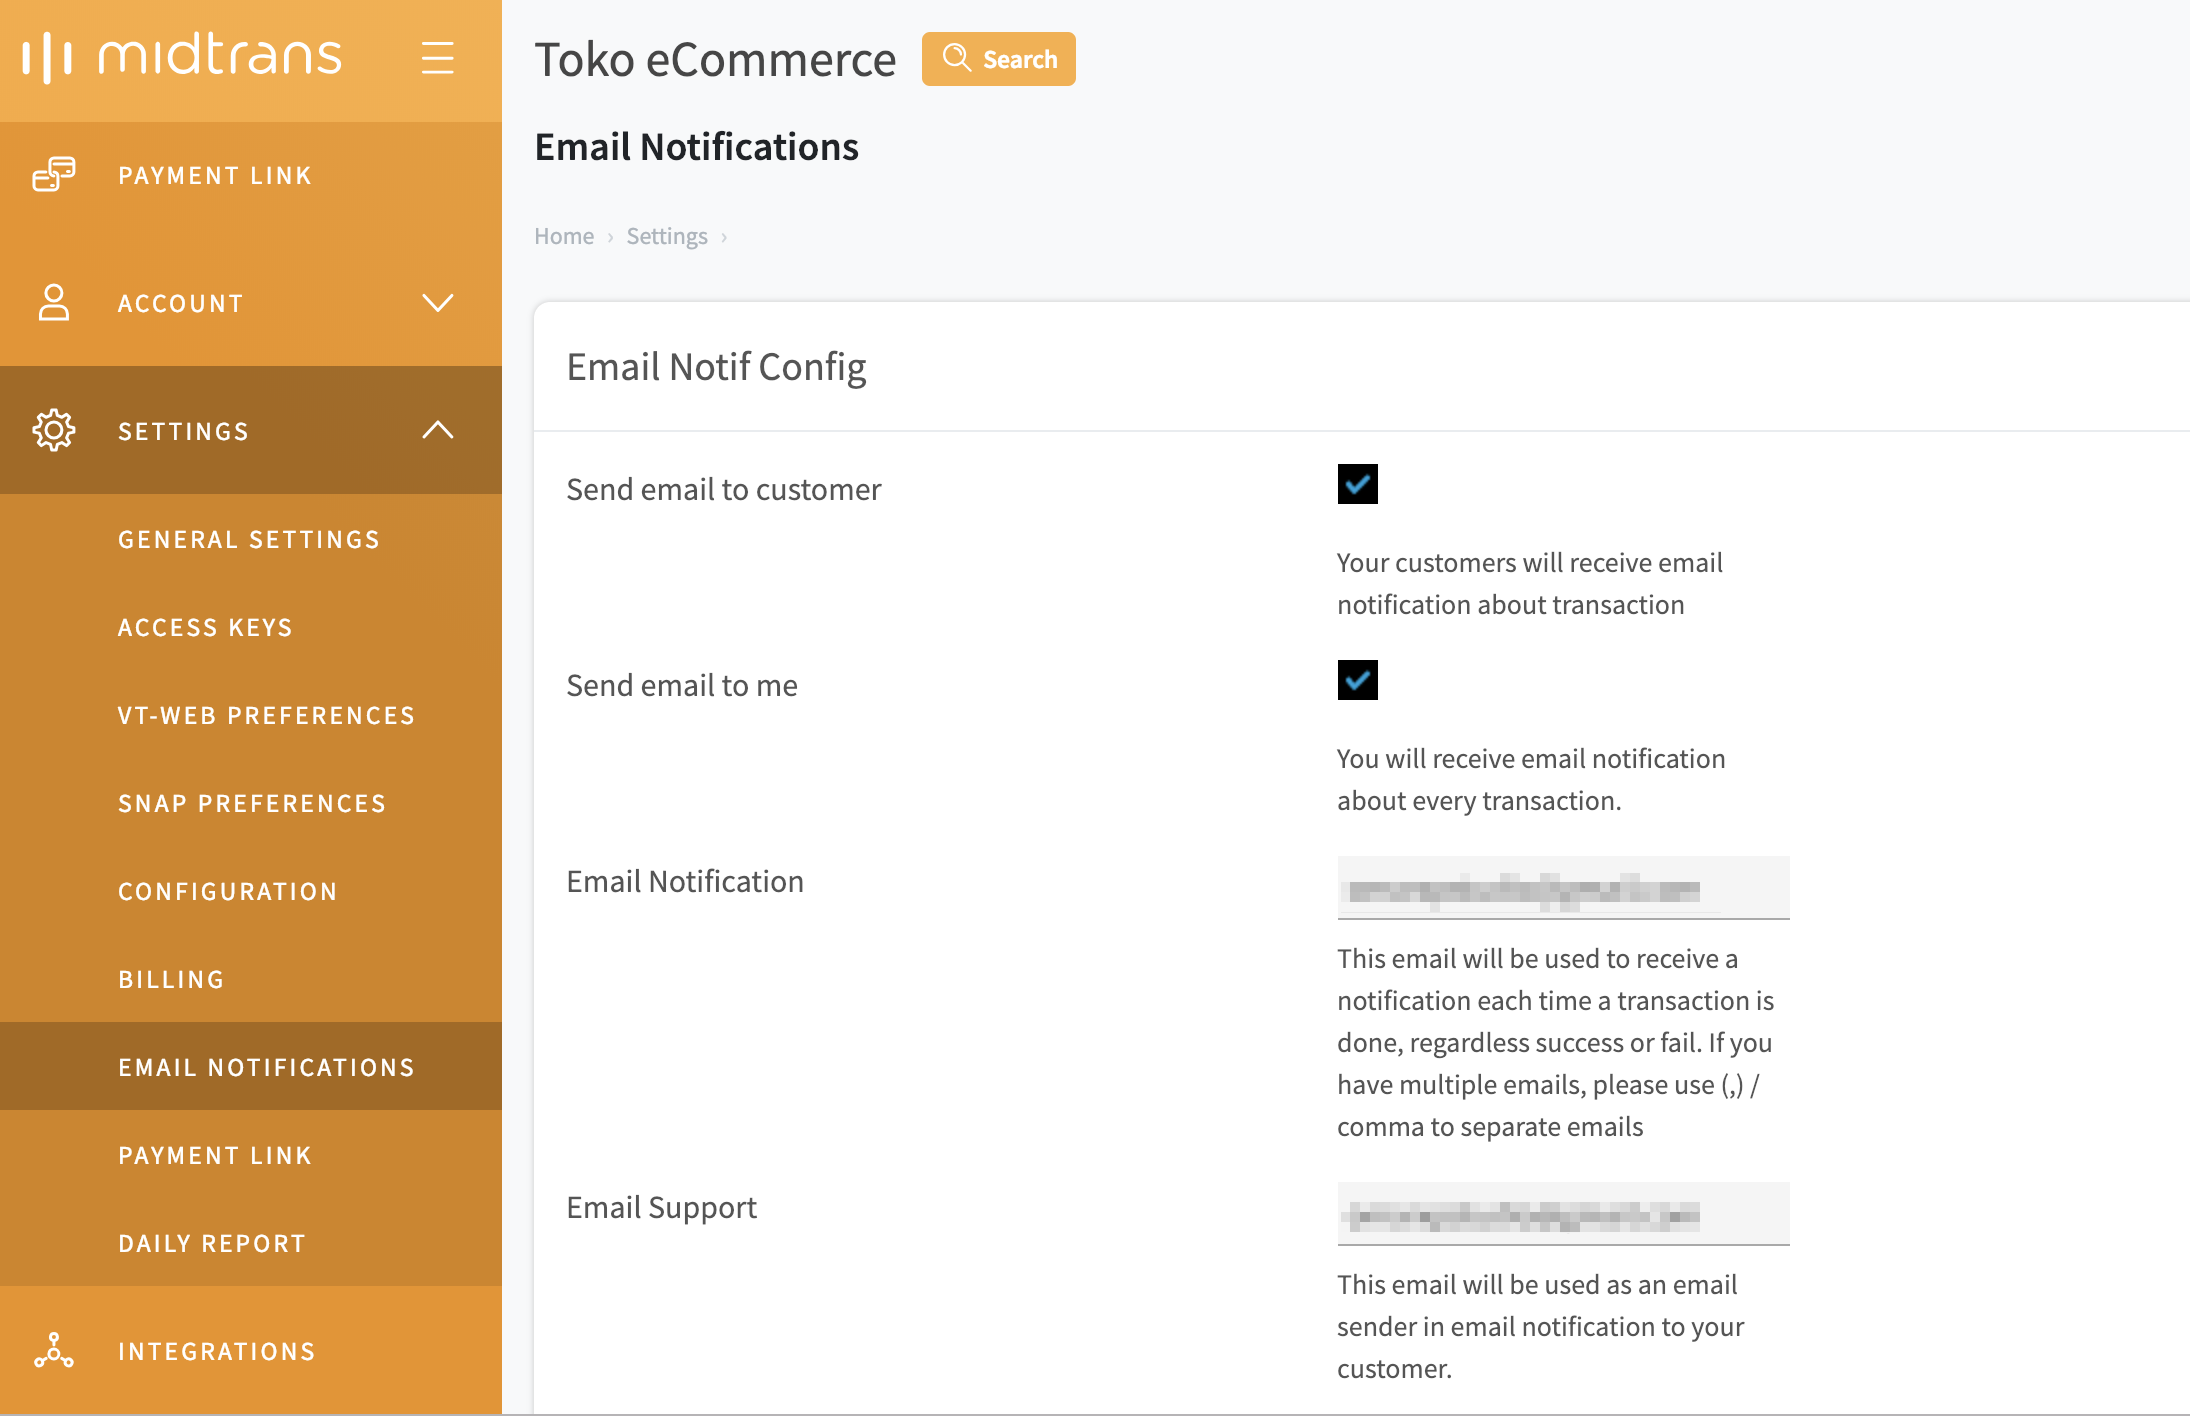 midtrans
PAYMENT LINK
ACCOUNT
SETTINGS
GENERAL SETTINGS
ACCESS KEYS
VT-WEB PREFERENCES
SNAP PREFERENCES
CONFIGURATION
BILLING
EMAIL NOTIFICATIONS
PAYMENT LINK
DAILY REPORT
INTEGRATIONS
Toko eCommerce
Search
Email Notifications
Home › Settings ›
Email Notif Config
Send email to customer
Your customers will receive email
notification about transaction
Send email to me
You will receive email notification
about every transaction.
Email Notification
This email will be used to receive a
notification each time a transaction is
done, regardless success or fail. If you
have multiple emails, please use (,) /
comma to separate emails
Email Support
This email will be used as an email
sender in email notification to your
customer.